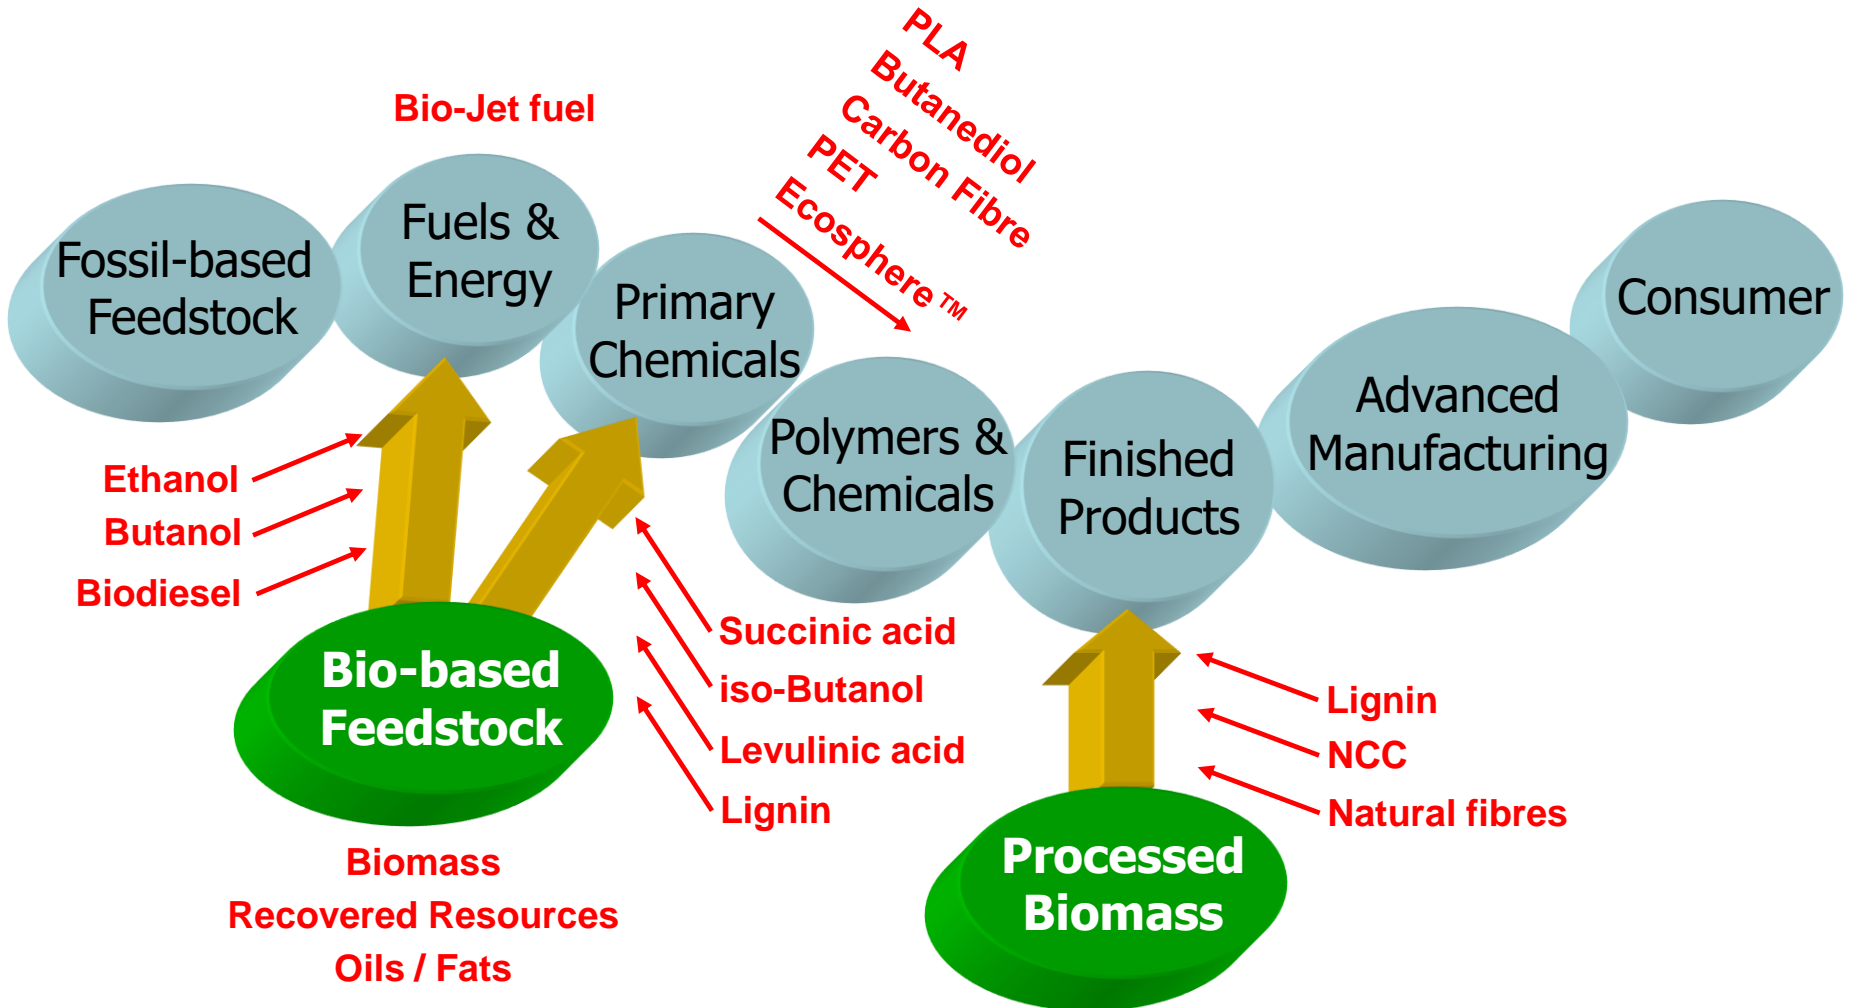 PLA
Butanediol
Carbon Fibre
PET
Ecosphere™
Bio-Jet fuel
Fossil-based
Feedstock
Fuels &
Energy
Primary
Chemicals
Polymers &
Chemicals
Finished
Products
Advanced
Manufacturing
Consumer
Ethanol
Butanol
Biodiesel
Bio-based
Feedstock
Succinic acid
iso-Butanol
Levulinic acid
Lignin
Biomass
Recovered Resources
Oils / Fats
Lignin
NCC
Natural fibres
Processed
Biomass